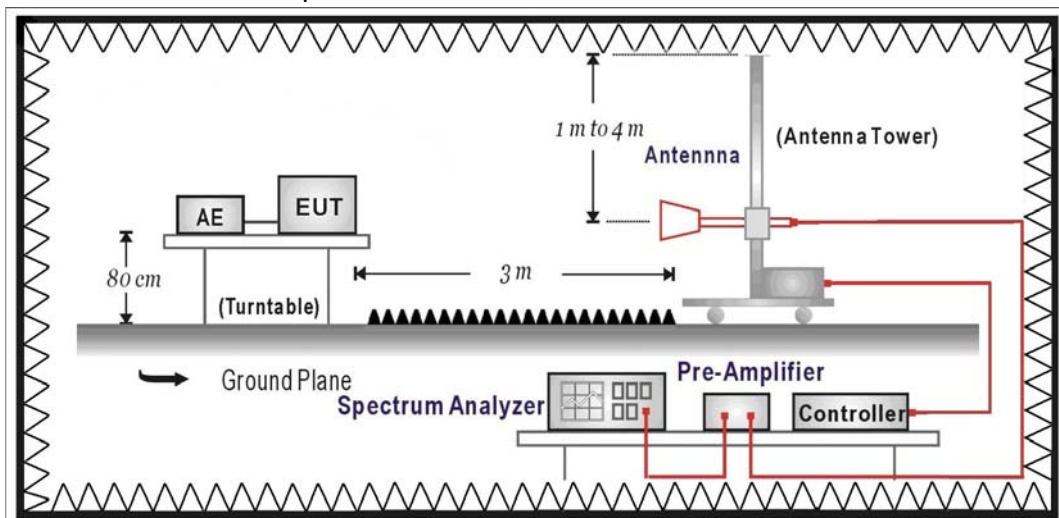 1 m to 4 m
(Antenna Tower)
Antennna
AE
EUT
80 cm
3 m
(Turntable)
Ground Plane
Pre-Amplifier
Spectrum Analyzer
Controller